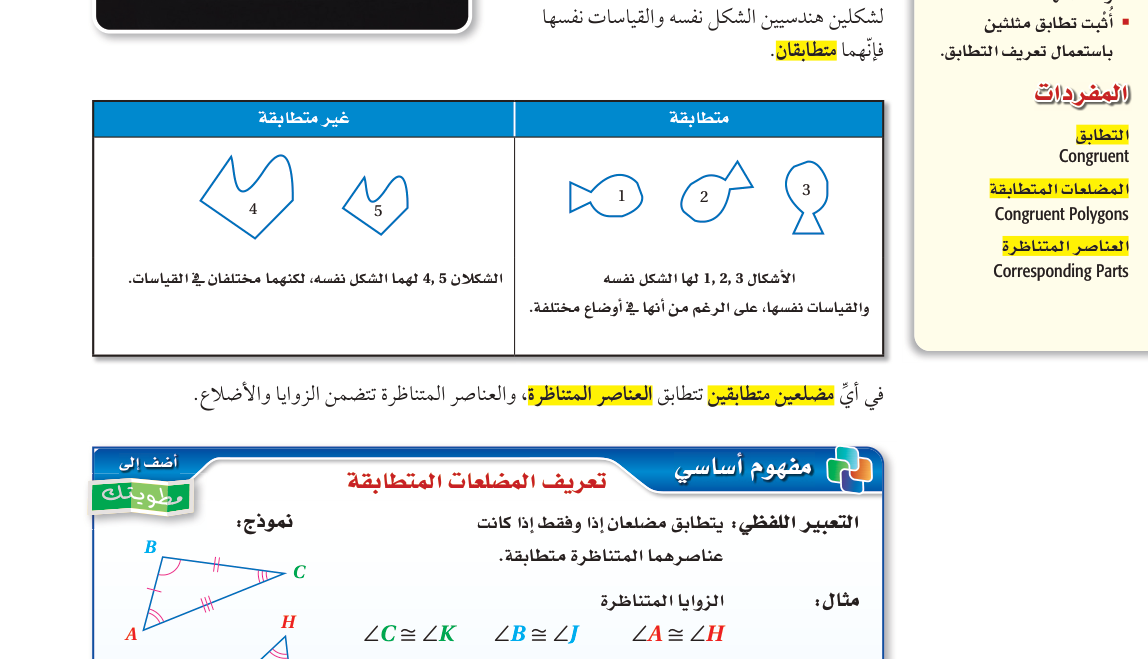 ▪ أُثْبت تطابق مثلثين
باستعمال تعريف التطابق.
المفردات
التطابق
Congruent
المضلعات المتطابقة
Congruent Polygons
العناصر المتناظرة
Corresponding Parts
لشكلين هندسيين الشكل نفسه والقياسات نفسها
فإنّهما متطابقان.
متطابقة
غير متطابقة
3
2
1
5
4
الأشكال 1, 2, 3 لها الشكل نفسه
والقياسات نفسها، على الرغم من أنها في أوضاع مختلفة.
الشكلان 4, 5 لهما الشكل نفسه، لكنهما مختلفان في القياسات.
في أيِّ مضلعين متطابقين تتطابق العناصر المتناظرة، والعناصر المتناظرة تتضمن الزوايا والأضلاع.
مفهوم أساسي
تعريف المضلعات المتطابقة
أضف إلى
مطويتك
التعبير اللفظي: يتطابق مضلعان إذا وفقط إذا كانت
عناصرهما المتناظرة متطابقة.
نموذج:
B
C
A
H
مثال: الزوايا المتناظرة
∠C ≅ ∠K ∠B ≅ ∠J ∠A ≅ ∠H